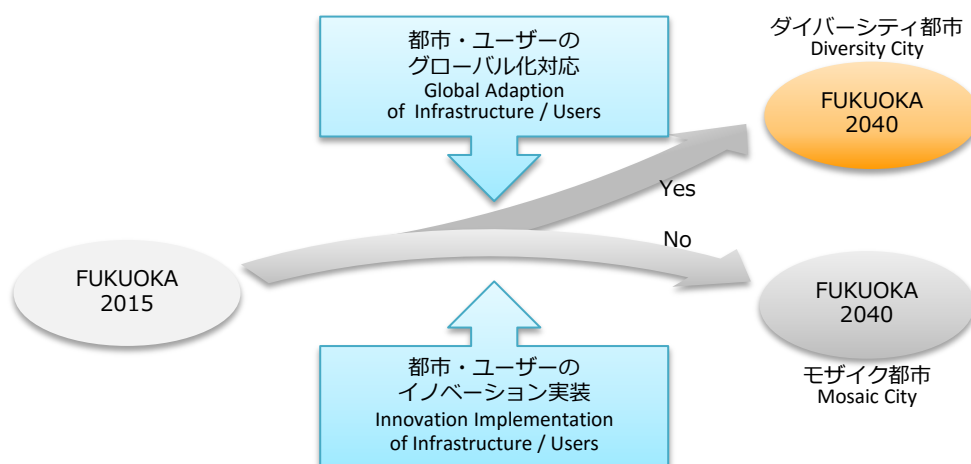 都市・ユーザーの
グローバル化対応
Global Adaption
of Infrastructure / Users
ダイバーシティ都市
Diversity City
FUKUOKA
2040
Yes
No
FUKUOKA
2015
FUKUOKA
2040
モザイク都市
Mosaic City
都市・ユーザーの
イノベーション実装
Innovation Implementation
of Infrastructure / Users